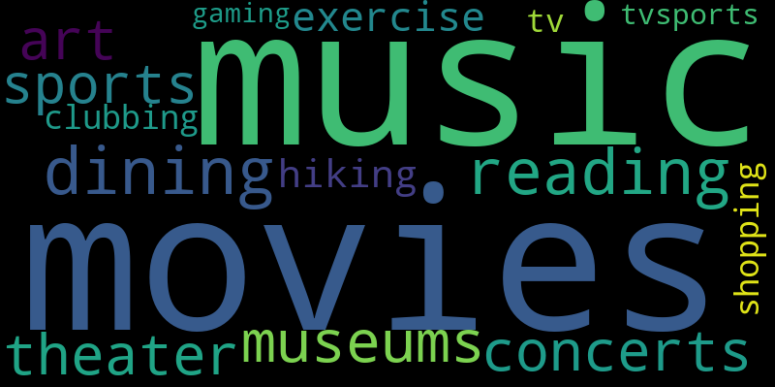 gaming exercise tv tvsports
art music
sports
clubbing
dining hiking reading
shopping
movies
theater museums concerts